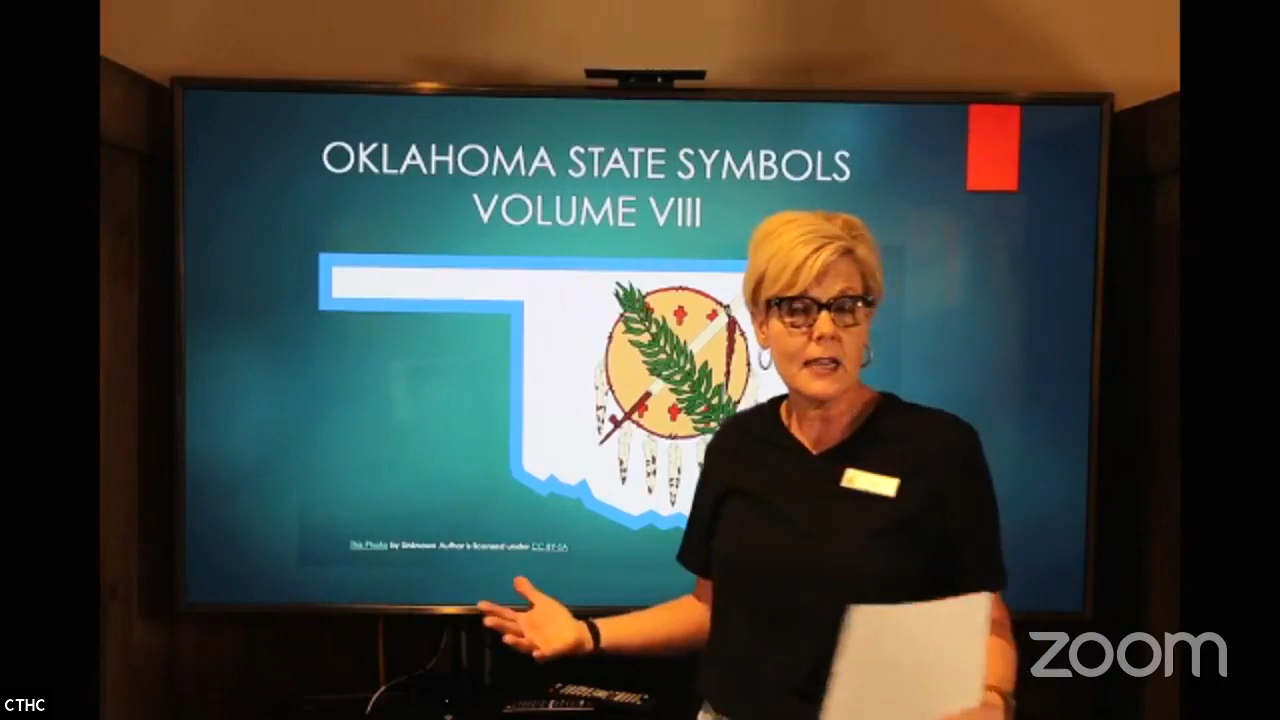 OKLAHOMA STATE SYMBOLS
VOLUME VIII
This Photo by Unknown Author is licensed under CC BY-SA
zoom
CTHC